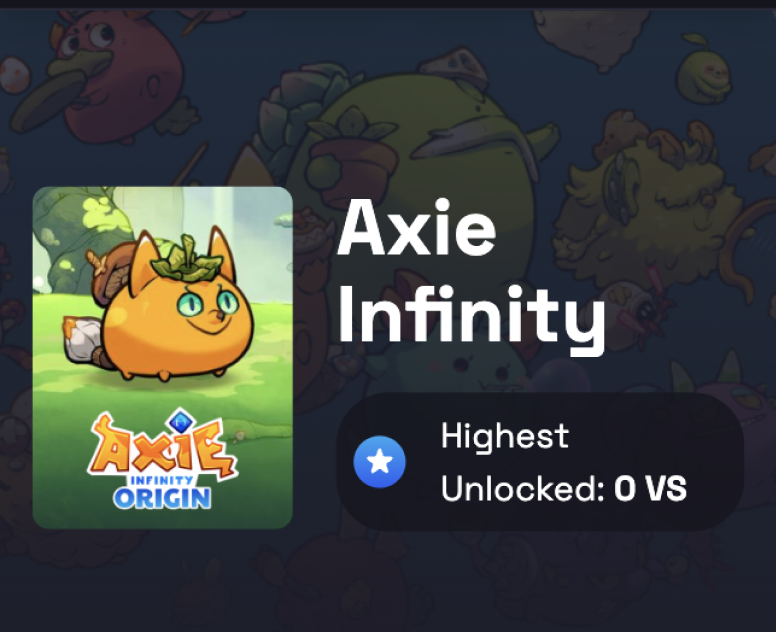 Axie
Infinity
AXIE
INFINITY
ORIGIN
Highest
Unlocked: 0 VS